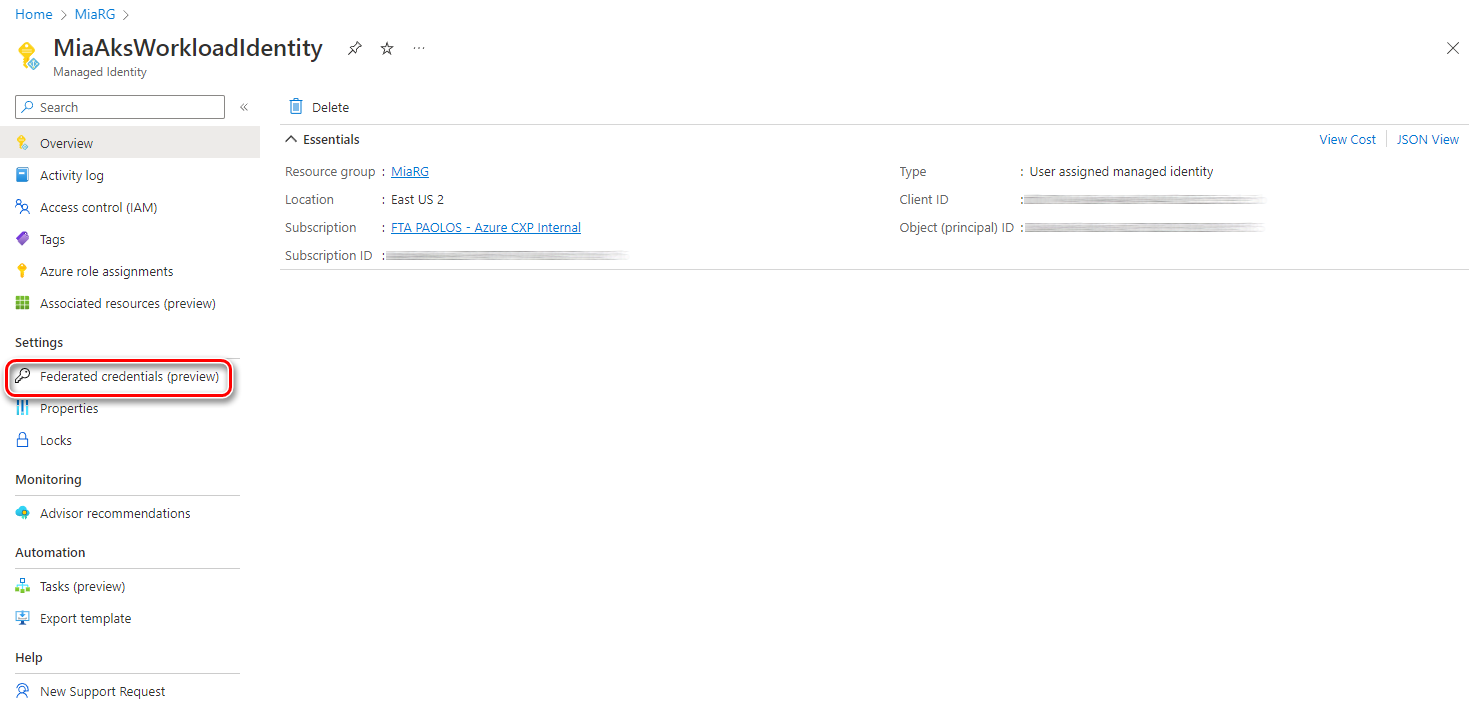 Home > MiaRG >
MiaAksWorkloadIdentity ...
Managed Identity
Search «
Delete
Overview
Activity log
Access control (IAM)
Tags
Azure role assignments
Associated resources (preview)
Settings
Federated credentials (preview)
Properties
Locks
Monitoring
Advisor recommendations
Automation
Tasks (preview)
Export template
Help
New Support Request
Essentials
View Cost JSON View
Resource group : MiaRG
Location : East US 2
Subscription : FTA PAOLOS - Azure CXP Internal
Subscription ID :
Type : User assigned managed identity
Client ID :
Object (principal) ID :